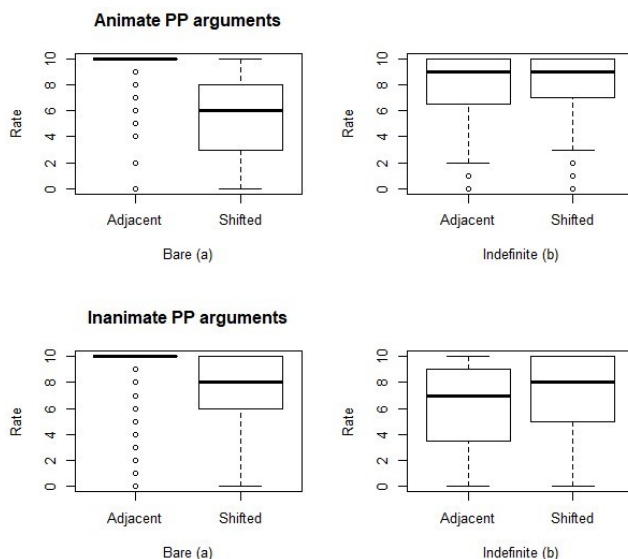 Animate PP arguments
Rate
10
8
6
4
2
0
Adjacent Shifted
Bare (a)
Rate
10
8
6
4
2
0
Adjacent Shifted
Indefinite (b)
Inanimate PP arguments
Rate
10
8
6
4
2
0
Adjacent Shifted
Bare (a)
Rate
10
8
6
4
2
0
Adjacent Shifted
Indefinite (b)